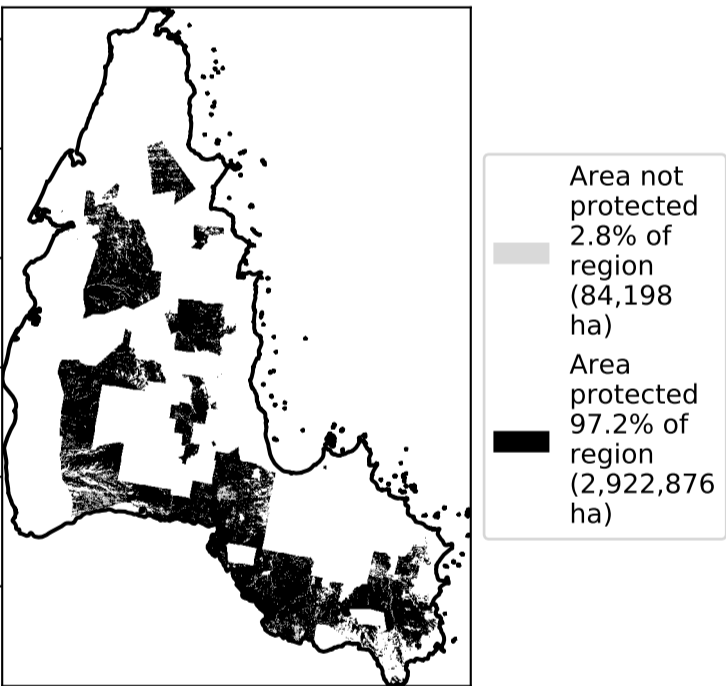 Area not
protected
2.8% of
region
(84,198
ha)
Area
protected
97.2% of
region
(2,922,876
ha)